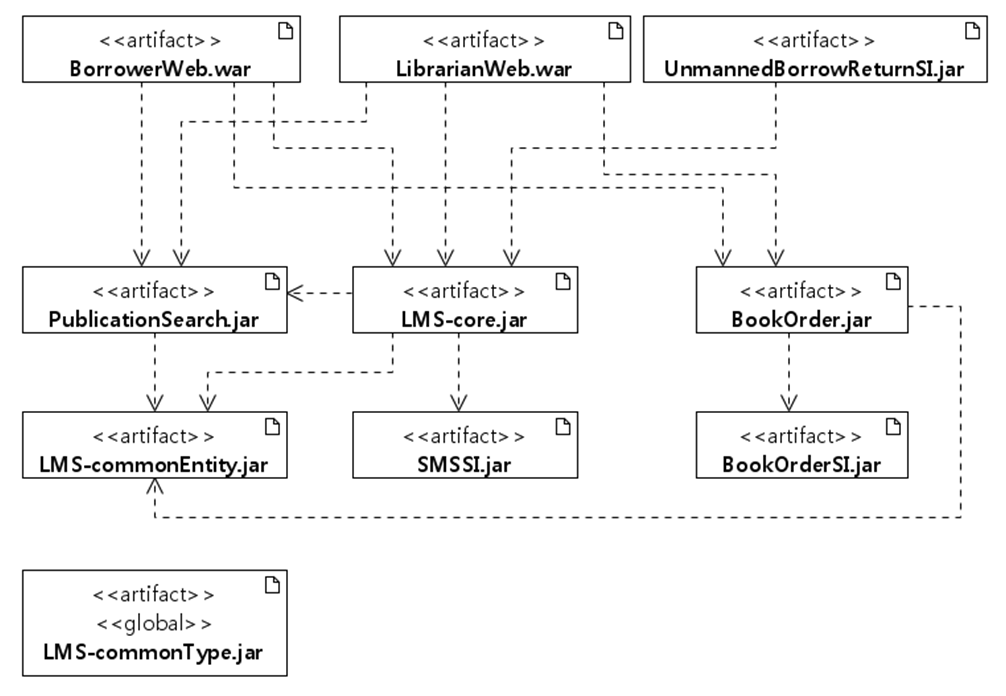 <<artifact>>
BorrowerWeb.war
<<artifact>>
LibrarianWeb.war
<<artifact>>
UnmannedBorrowReturnSI.jar
<<artifact>>
PublicationSearch.jar
<<artifact>>
LMS-core.jar
<<artifact>>
BookOrder.jar
<<artifact>>
LMS-commonEntity.jar
<<artifact>>
SMSSI.jar
<<artifact>>
BookOrderSI.jar
<<artifact>>
<<global>>
LMS-commonType.jar